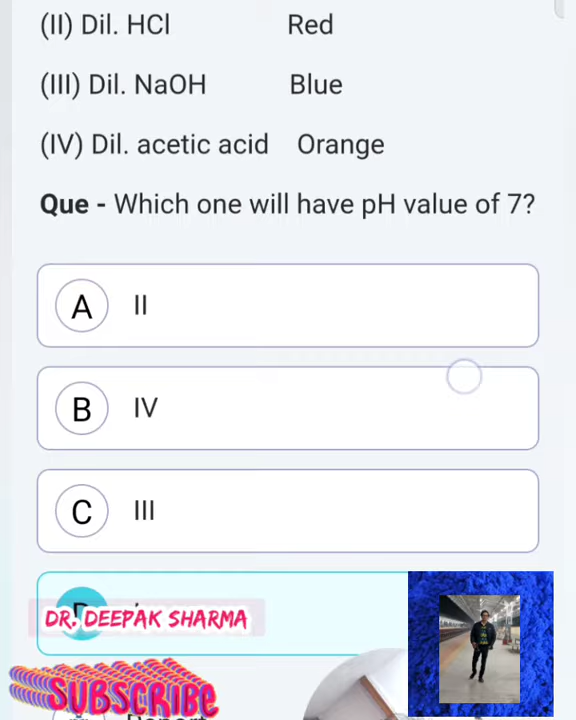 (II) Dil. HCl Red
(III) Dil. NaOH Blue
(IV) Dil. acetic acid Orange
Que - Which one will have pH value of 7?
A II
B IV
C III
DR. DEEPAK SHARMA
SUBSCRIBE